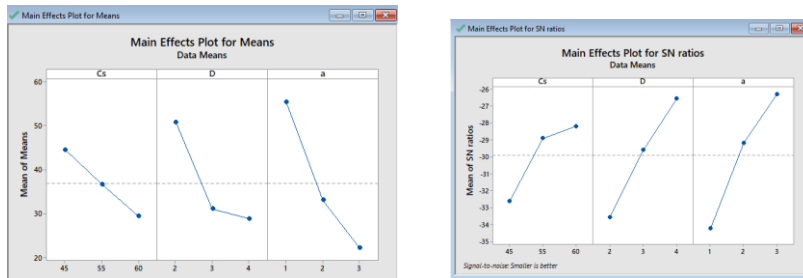 Main Effects Plot for Means
Main Effects Plot for Means
Data Means
Cs D a
60
50
40
30
20
Mean of Means
45 55 60 2 3 4 1 2 3
Main Effects Plot for SN ratios
Main Effects Plot for SN ratios
Data Means
Cs D a
-26
-27
-28
-29
-30
-31
-32
-33
-34
-35
Mean of SN ratios
45 55 60 2 3 4 1 2 3
Signal-to-noise: Smaller is better